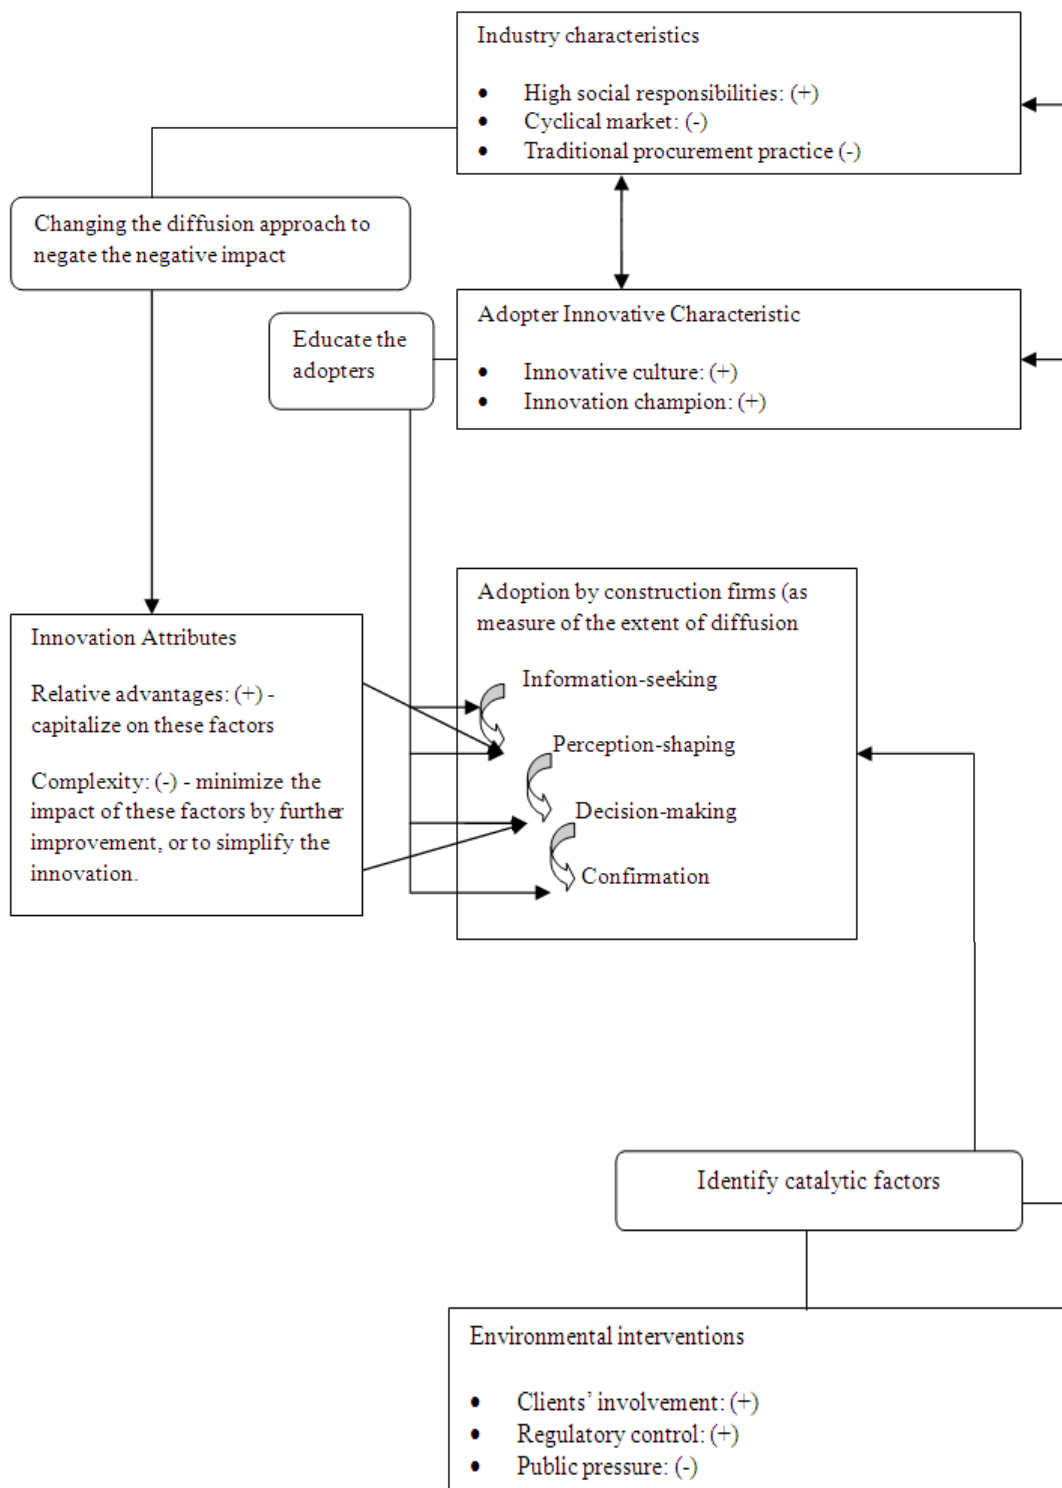 Industry characteristics
• High social responsibilities: (+)
• Cyclical market: (-)
• Traditional procurement practice (-)
Changing the diffusion approach to
negate the negative impact
Adopter Innovative Characteristic
• Innovative culture: (+)
• Innovation champion: (+)
Educate the
adopters
Adoption by construction firms (as
measure of the extent of diffusion
Information-seeking
Perception-shaping
Decision-making
Confirmation
Innovation Attributes
Relative advantages: (+) -
capitalize on these factors
Complexity: (-) - minimize the
impact of these factors by further
improvement, or to simplify the
innovation.
Identify catalytic factors
Environmental interventions
• Clients’ involvement: (+)
• Regulatory control: (+)
• Public pressure: (-)